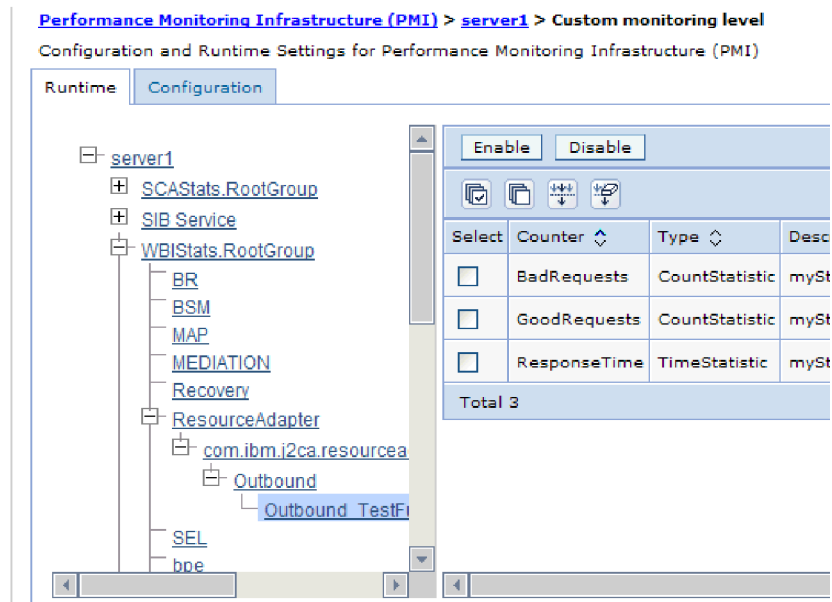 Performance Monitoring Infrastructure (PMI) > server1 > Custom monitoring level
Configuration and Runtime Settings for Performance Monitoring Infrastructure (PMI)
Runtime Configuration
server1
SCAStats.RootGroup
SIB Service
WBIStats.RootGroup
BR
BSM
MAP
MEDIATION
Recovery
ResourceAdapter
com.ibm.j2ca.resourcea
Outbound
Outbound_TestF
SEL
bpe
Enable Disable
Select Counter Type Desc
BadRequests CountStatistic mySt
GoodRequests CountStatistic mySt
ResponseTime TimeStatistic mySt
Total 3